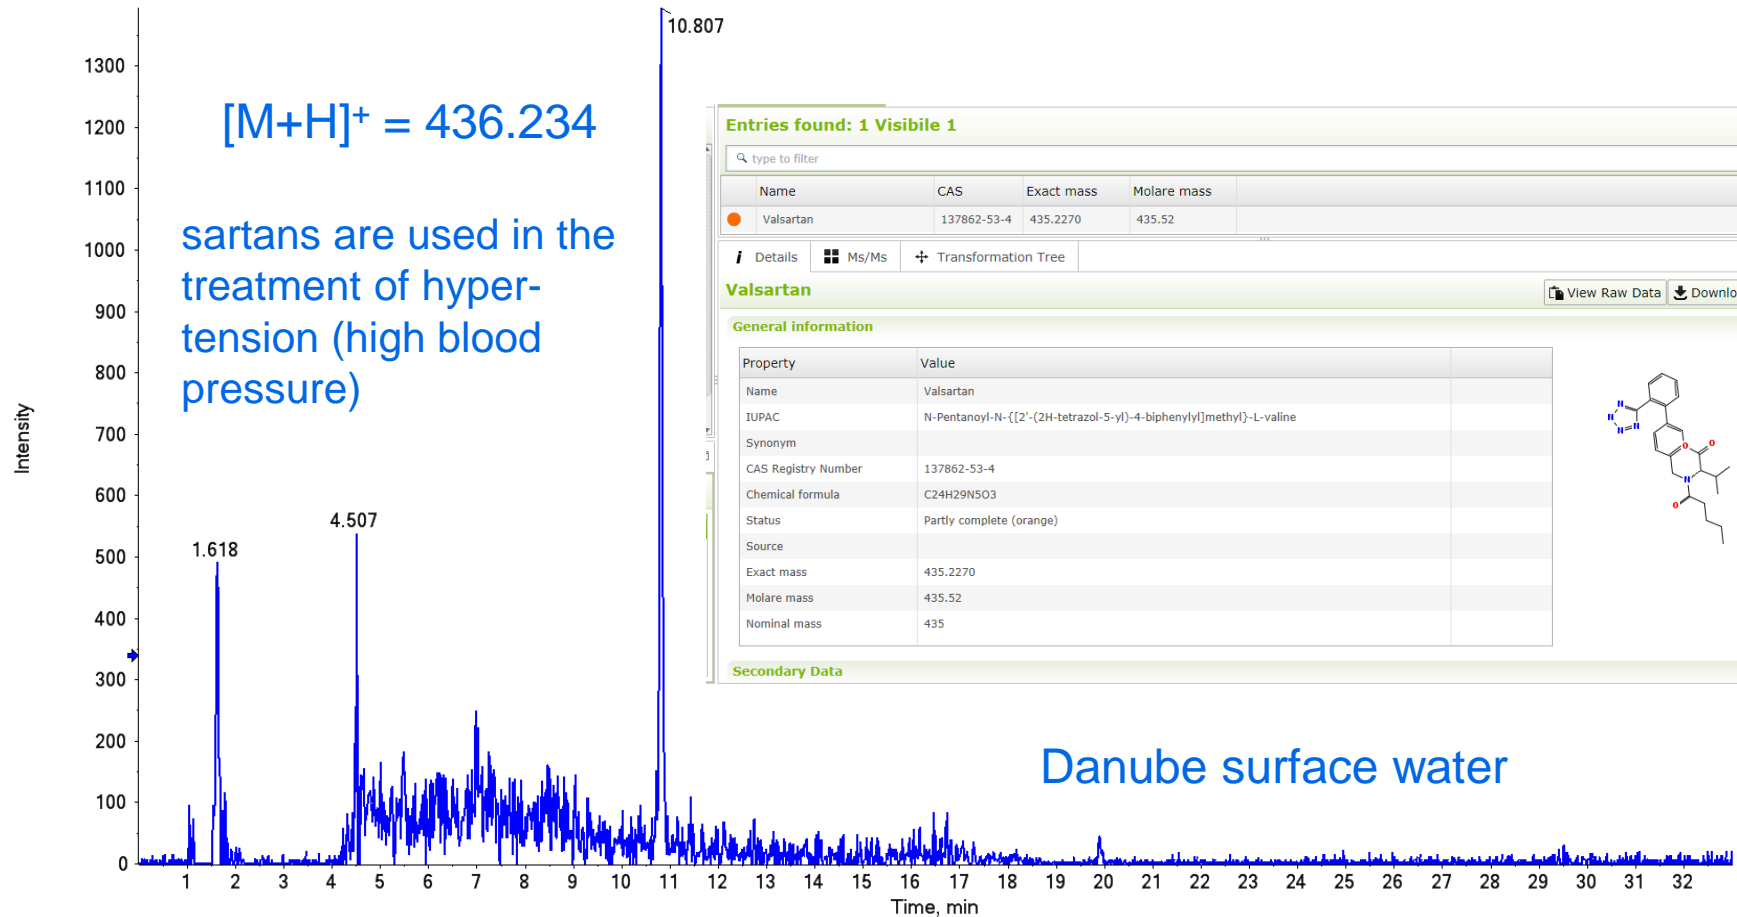 10.807
1300
1200
1100
1000
900
800
700
600
500
400
300
200
100
0
Intensity
[M+H]+ = 436.234
sartans are used in the
treatment of hyper-
tension (high blood
pressure)
1.618
4.507
Entries found: 1 Visibile 1
type to filter
Name CAS Exact mass Molare mass
Valsartan 137862-53-4 435.2270 435.52
i Details Ms/Ms Transformation Tree
Valsartan
View Raw Data Downlo
General information
Property Value
Name Valsartan
IUPAC N-Pentanoyl-N-{[2'-(2H-tetrazol-5-yl)-4-biphenylyl]methyl}-L-valine
Synonym
CAS Registry Number 137862-53-4
Chemical formula C24H29N5O3
Status Partly complete (orange)
Source
Exact mass 435.2270
Molare mass 435.52
Nominal mass 435
N N N N
O O
N
O
Secondary Data
Danube surface water
1 2 3 4 5 6 7 8 9 10 11 12 13 14 15 16 17 18 19 20 21 22 23 24 25 26 27 28 29 30 31 32
Time, min